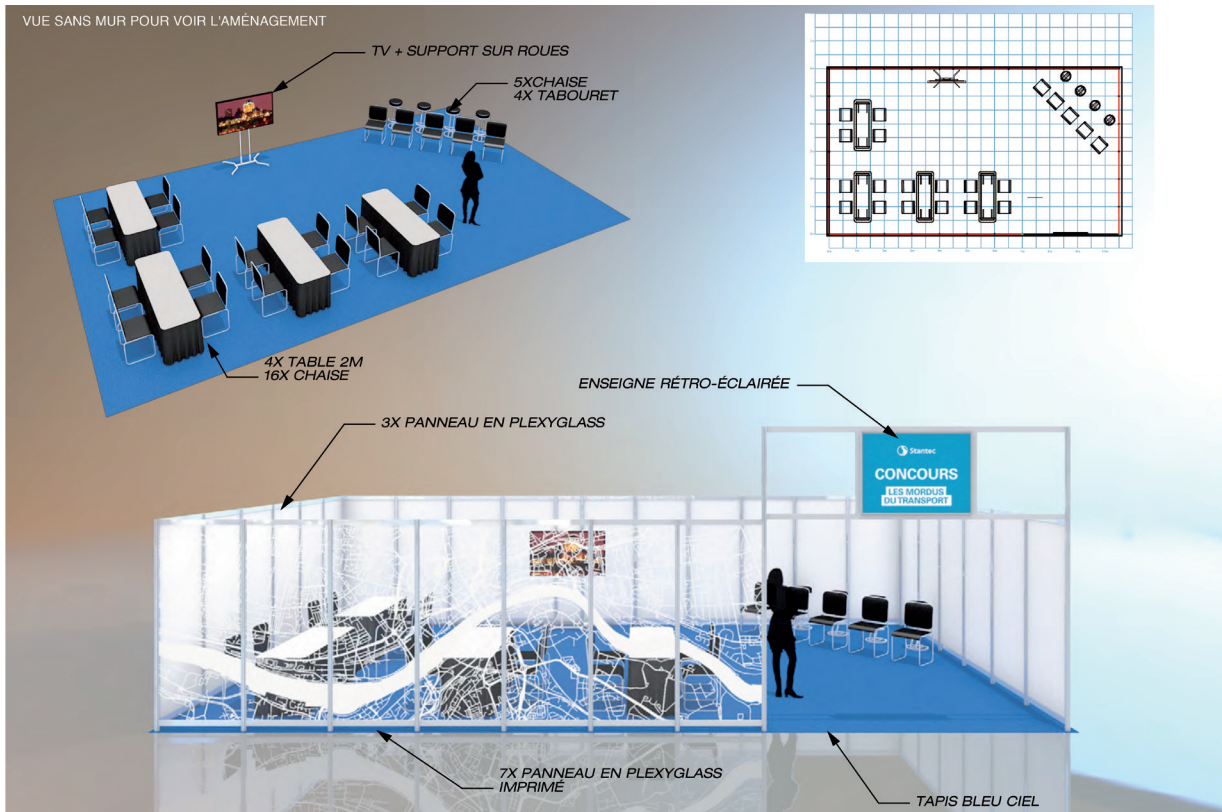 VUE SANS MUR POUR VOIR L'AMÉNAGEMENT
TV + SUPPORT SUR ROUES
5XCHAISE
4X TABOURET
4X TABLE 2M
16X CHAISE
ENSEIGNE RÉTRO-ÉCLAIRÉE
3X PANNEAU EN PLEXYGLASS
Stantec
CONCOURS
LES MORDUS
DU TRANSPORT
7X PANNEAU EN PLEXYGLASS
IMPRIMÉ
TAPIS BLEU CIEL